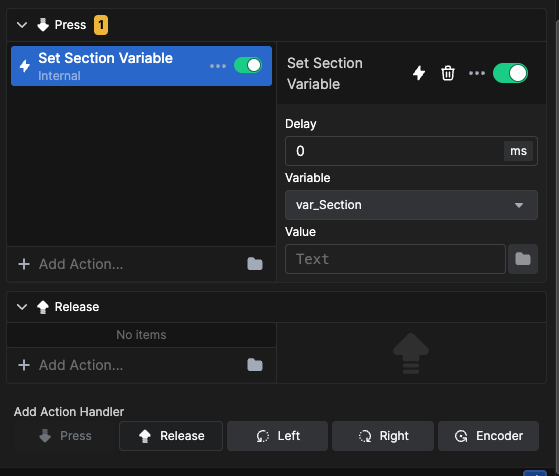 Press 1
Set Section Variable
Internal
Set Section
Variable
Delay
0 ms
Variable
var_Section
Value
Text
Add Action...
Release
No items
Add Action...
Add Action Handler
Press Release Left Right Encoder